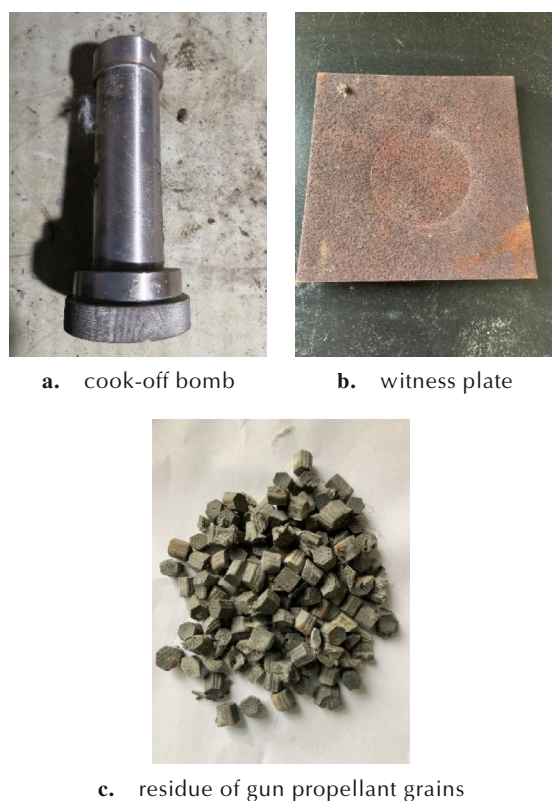 a. cook-off bomb
b. witness plate
c. residue of gun propellant grains